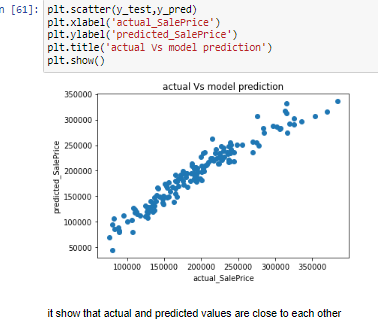 n [61]: plt.scatter(y_test,y_pred)
plt.xlabel('actual_SalePrice')
plt.ylabel('predicted_SalePrice')
plt.title('actual Vs model prediction')
plt.show()
actual Vs model prediction
350000
300000
250000
200000
150000
100000
50000
predicted_SalePrice
100000 150000 200000 250000 300000 350000
actual_SalePrice
it show that actual and predicted values are close to each other